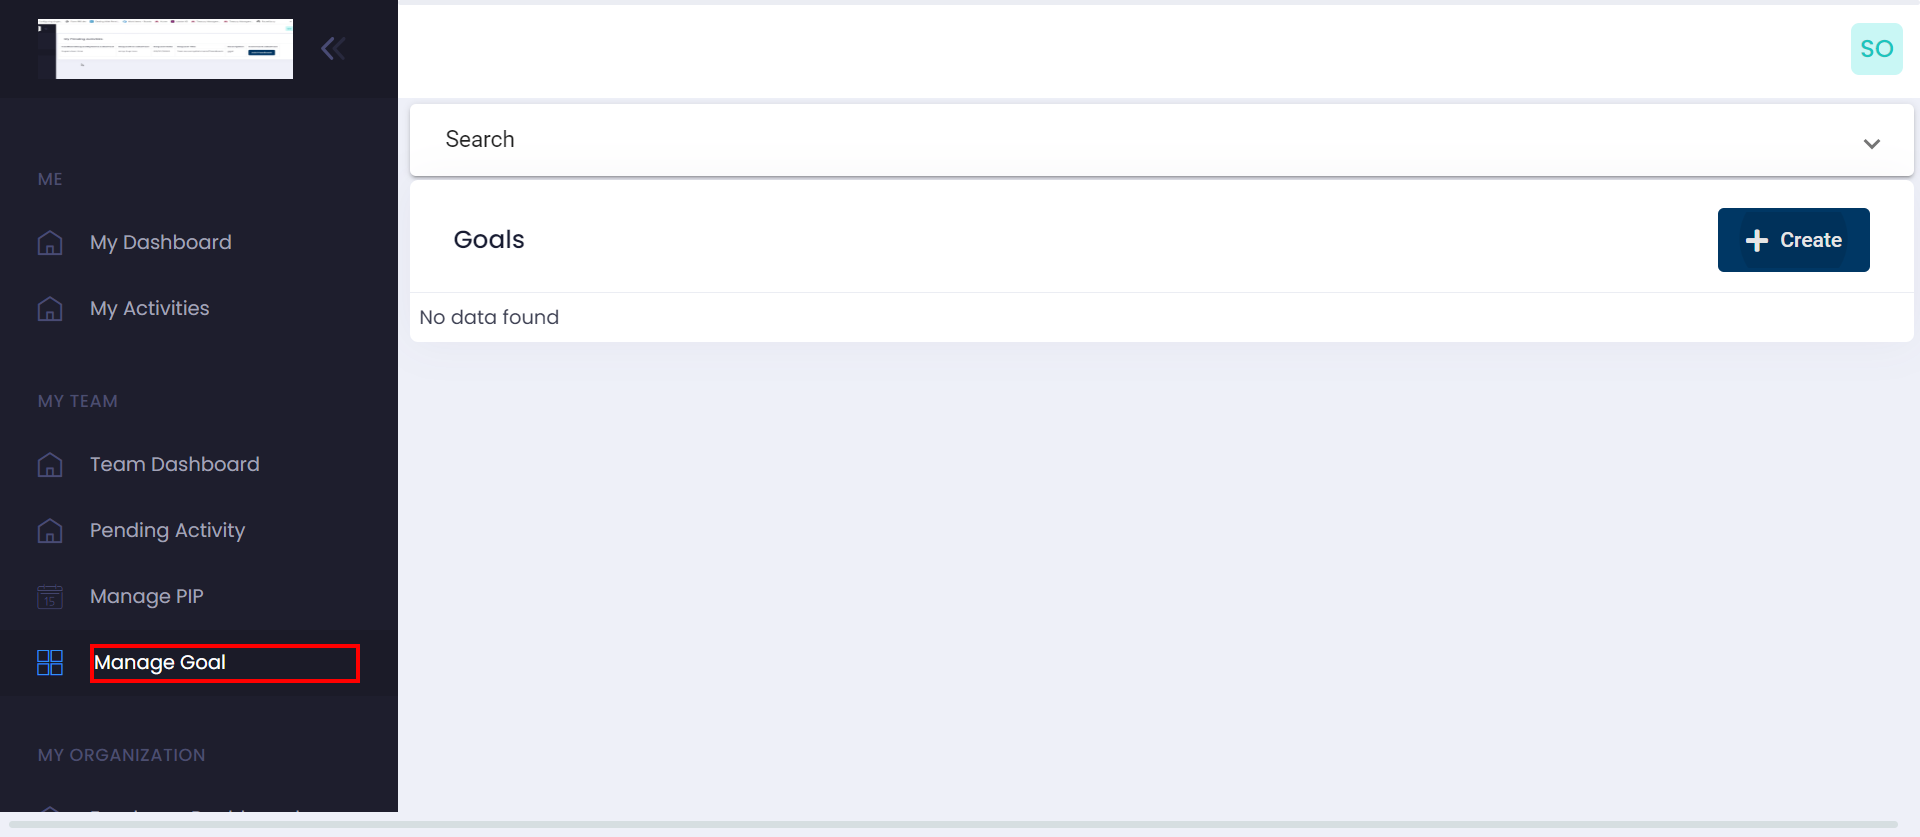 SO
ME
My Dashboard
My Activities
MY TEAM
Team Dashboard
Pending Activity
15
Manage PIP
Manage Goal
MY ORGANIZATION
Search
Goals
Create
No data found